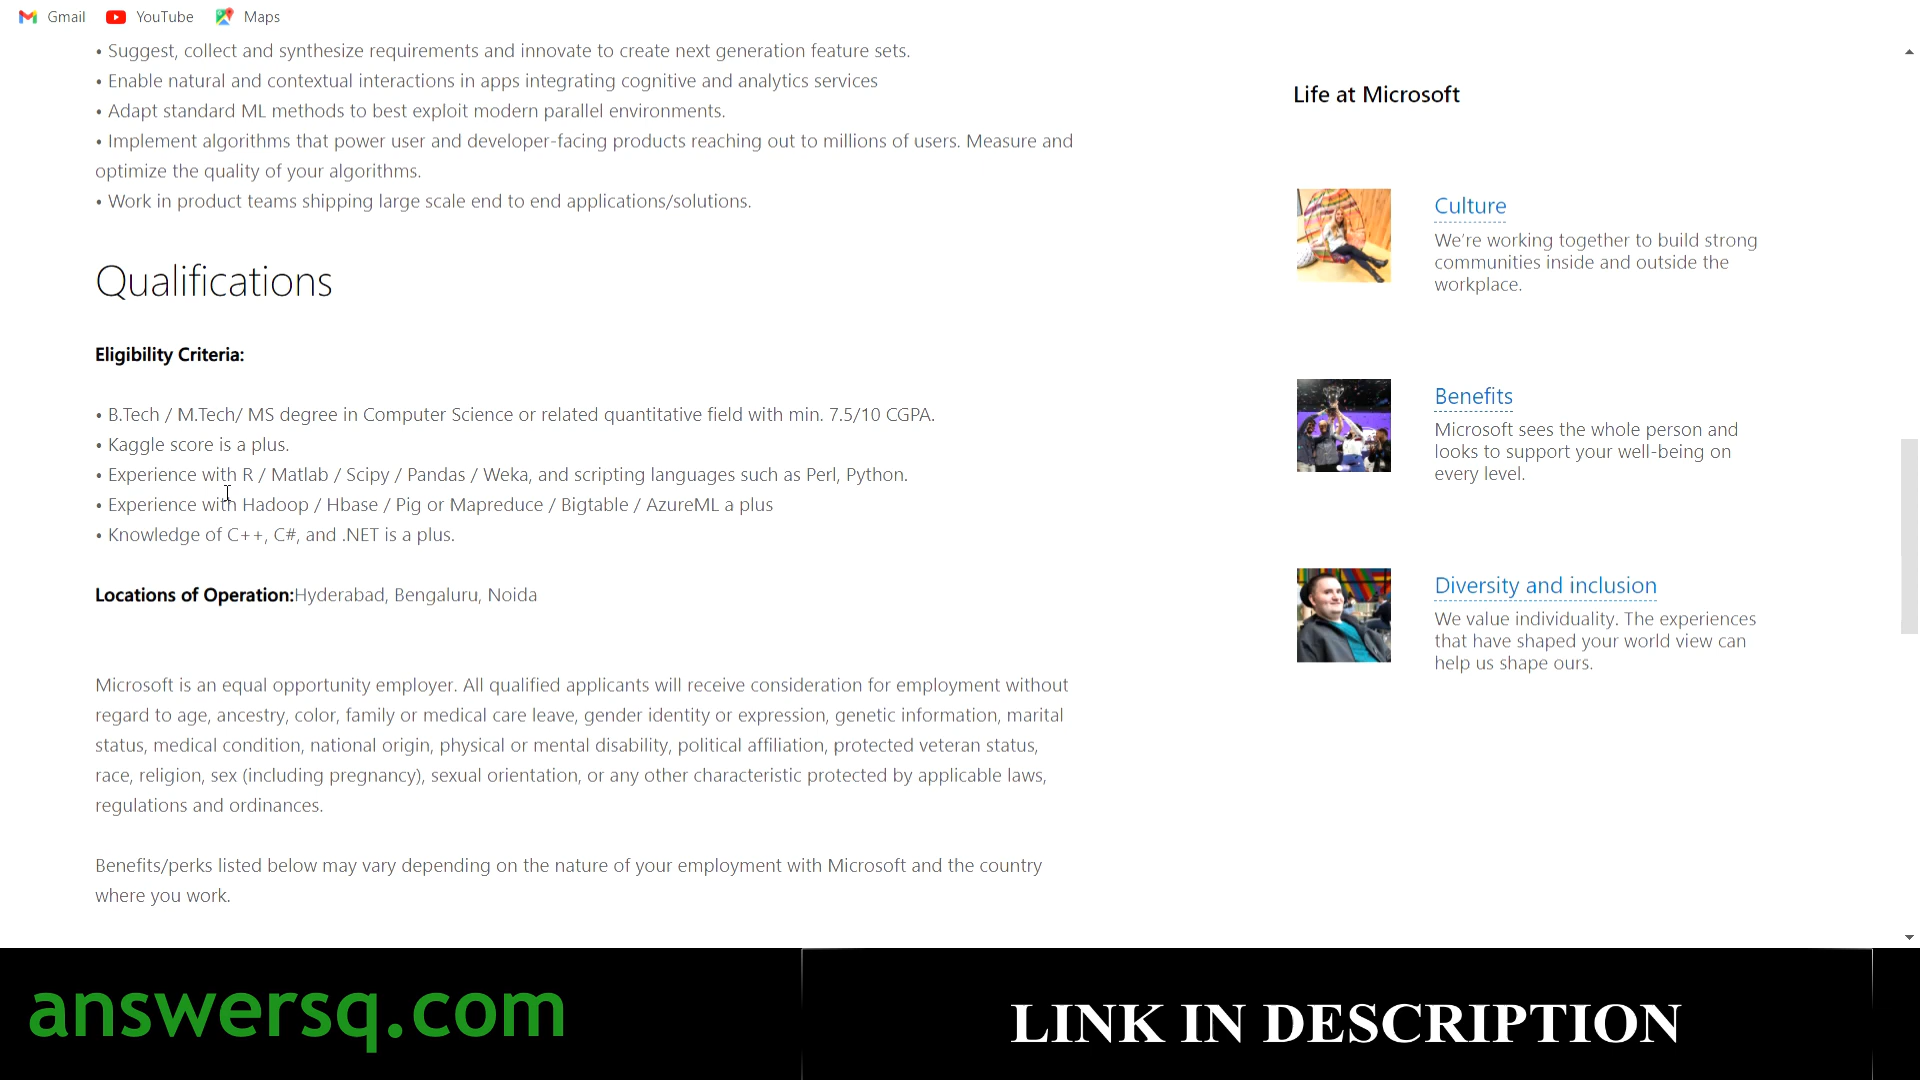 Gmail YouTube Maps
• Suggest, collect and synthesize requirements and innovate to create next generation feature sets.
• Enable natural and contextual interactions in apps integrating cognitive and analytics services
• Adapt standard ML methods to best exploit modern parallel environments.
• Implement algorithms that power user and developer-facing products reaching out to millions of users. Measure and
optimize the quality of your algorithms.
• Work in product teams shipping large scale end to end applications/solutions.
Qualifications
Eligibility Criteria:
• B.Tech / M.Tech/ MS degree in Computer Science or related quantitative field with min. 7.5/10 CGPA.
• Kaggle score is a plus.
• Experience with R / Matlab / Scipy / Pandas / Weka, and scripting languages such as Perl, Python.
• Experience with Hadoop / Hbase / Pig or Mapreduce / Bigtable / AzureML a plus
• Knowledge of C++, C#, and .NET is a plus.
Locations of Operation:Hyderabad, Bengaluru, Noida
Microsoft is an equal opportunity employer. All qualified applicants will receive consideration for employment without
regard to age, ancestry, color, family or medical care leave, gender identity or expression, genetic information, marital
status, medical condition, national origin, physical or mental disability, political affiliation, protected veteran status,
race, religion, sex (including pregnancy), sexual orientation, or any other characteristic protected by applicable laws,
regulations and ordinances.
Benefits/perks listed below may vary depending on the nature of your employment with Microsoft and the country
where you work.
Life at Microsoft
Culture
We're working together to build strong
communities inside and outside the
workplace.
Benefits
Microsoft sees the whole person and
looks to support your well-being on
every level.
Diversity and inclusion
We value individuality. The experiences
that have shaped your world view can
help us shape ours.
answersq.com
LINK IN DESCRIPTION